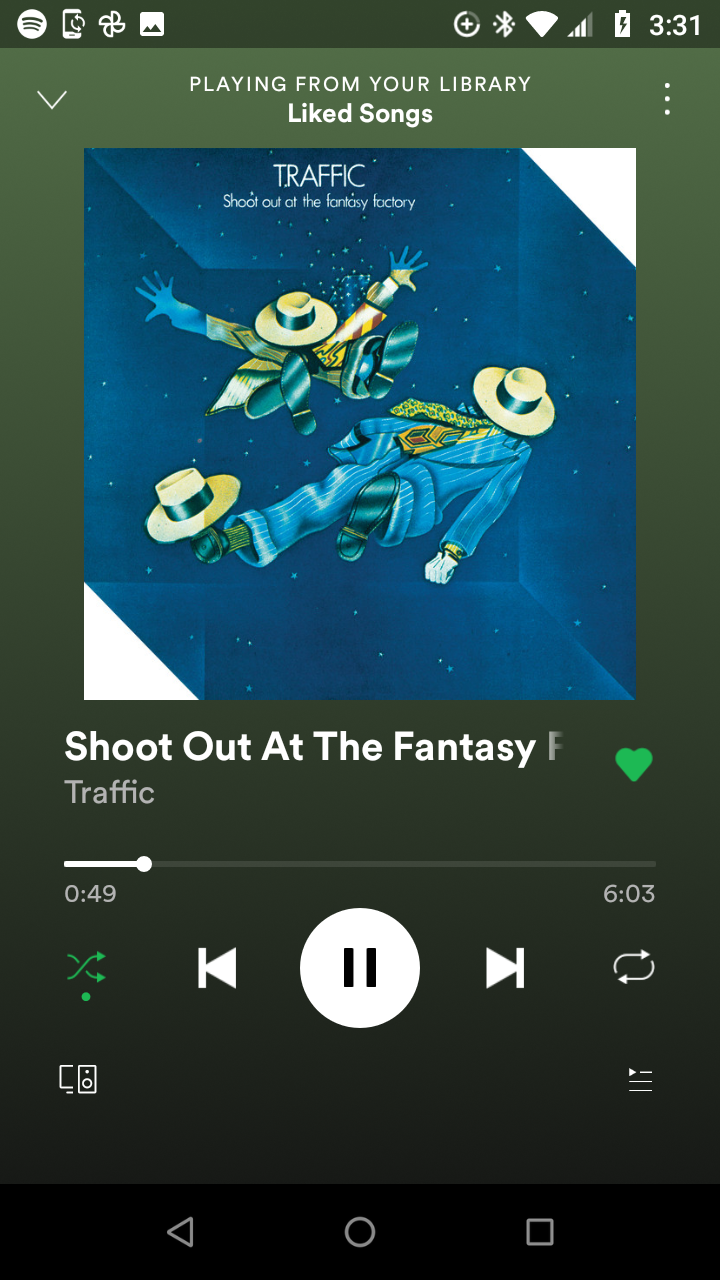 3:31
PLAYING FROM YOUR LIBRARY
Liked Songs
TRAFFIC
Shoot out at the fantasy factory
Shoot Out At The Fantasy
Traffic
0:49
6:03